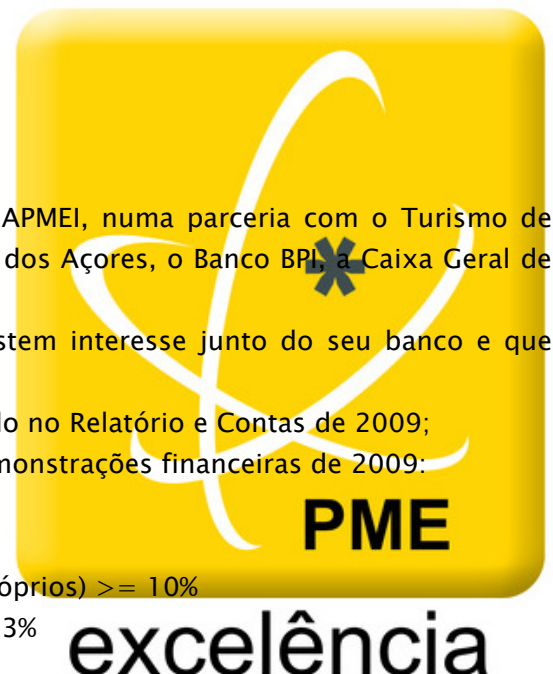 APMEI, numa parceria com o Turismo de
dos Açores, o Banco BPI, a Caixa Geral de
stem interesse junto do seu banco e que
do no Relatório e Contas de 2009;
monstrações financeiras de 2009:
PME
óprios) >= 10%
3%
excelência